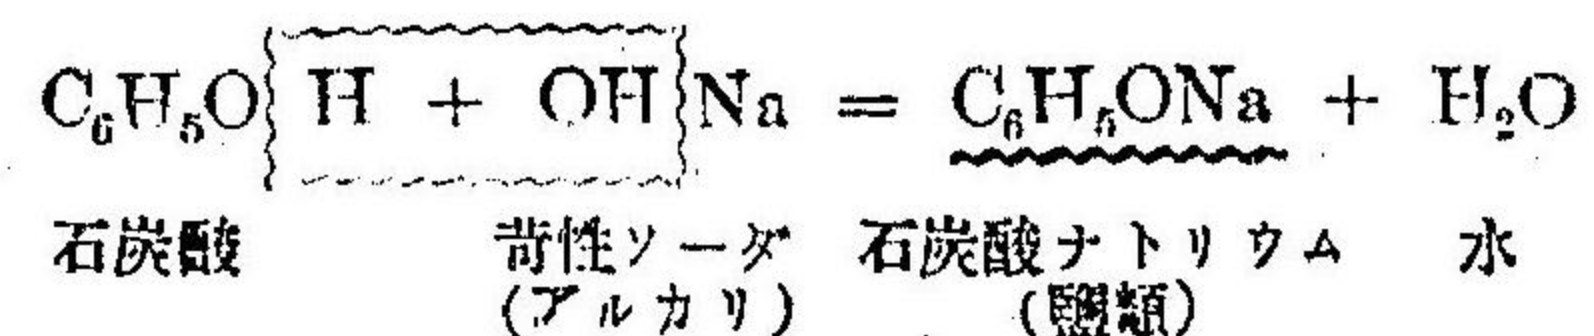 C₆H₅O H + OH Na = C₆H₅ONa + H₂O
石炭酸 苛性ソーダ 石炭酸ナトリウム 水
(アルカリ) (鹽類)